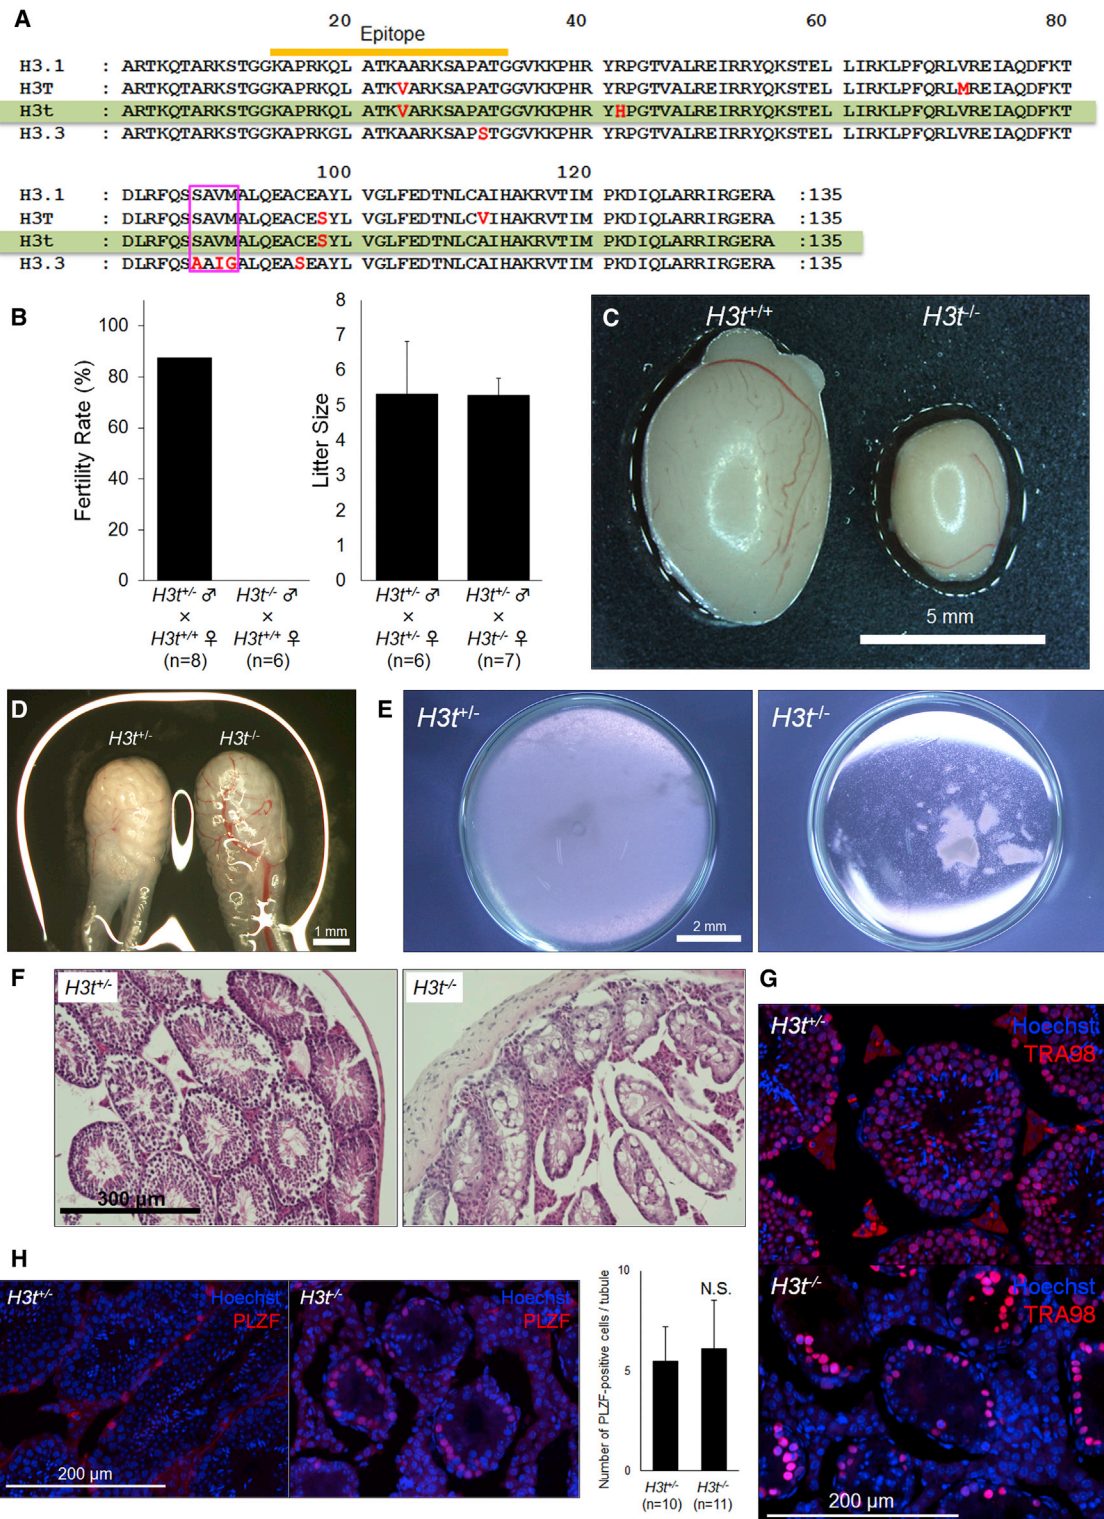 A
20 40 60 80
Epitope
H3.1 : ARTKQTARKSTGGKAPRKQL ATKAARKSAPATGGVKKPHR YRPGTVALREIRRYQKSTEL LIRKLPFQRLVREIAQDFKT
H3T : ARTKQTARKSTGGKAPRKQL ATKVARKSAPATGGVKKPHR YRPGTVALREIRRYQKSTEL LIRKLPFQRLMREIAQDFKT
H3t : ARTKQTARKSTGGKAPRKQL ATKVARKSAPATGGVKKPHR YHPGTVALREIRRYQKSTEL LIRKLPFQRLVREIAQDFKT
H3.3 : ARTKQTARKSTGGKAPRKGL ATKAARKSAPSTGGVKKPHR YRPGTVALREIRRYQKSTEL LIRKLPFQRLVREIAQDFKT
100 120
H3.1 : DLRFQSSAVMALQEACEAYL VGLFEDTNLCAIHAKRVTIM PKDIQLARRIRGERA :135
H3T : DLRFQSSAVMALQEACESYL VGLFEDTNLCVIHAKRVTIM PKDIQLARRIRGERA :135
H3t : DLRFQSSAVMALQEACESYL VGLFEDTNLCAIHAKRVTIM PKDIQLARRIRGERA :135
H3.3 : DLRFQSAAIGALQEASEAYL VGLFEDTNLCAIHAKRVTIM PKDIQLARRIRGERA :135
B
Fertility Rate (%)
100
80
60
40
20
0
H3t+/- ♂ H3t-/- ♂
× ×
H3t+/+ ♀ H3t+/+ ♀
(n=8) (n=6)
Litter Size
8
7
6
5
4
3
2
1
0
H3t+/- ♂ H3t+/- ♂
× ×
H3t+/- ♀ H3t-/- ♀
(n=6) (n=7)
C
H3t+/+ H3t-/-
5 mm
D
H3t+/- H3t-/-
1 mm
E
H3t+/- H3t-/-
2 mm
F
H3t+/- H3t-/-
300 µm
G
H3t+/- Hoechst
TRA98
H3t-/- Hoechst
TRA98
200 µm
H
H3t+/- Hoechst
PLZF
H3t-/- Hoechst
PLZF
200 µm
Number of PLZF-positive cells / tubule
10
5
0
N.S.
H3t+/- H3t-/-
(n=10) (n=11)